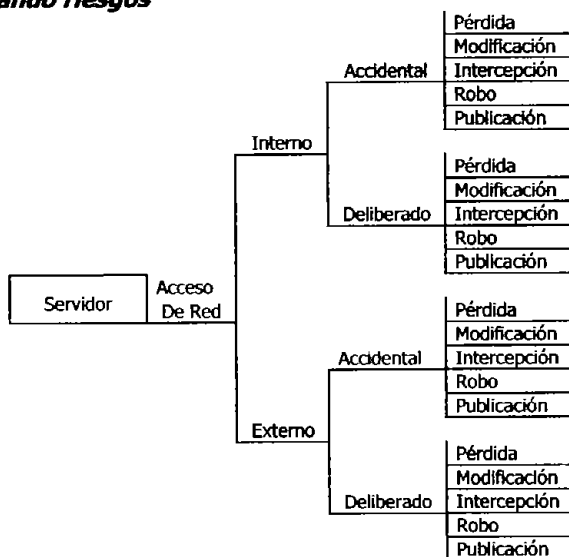 riesgos
Pérdida
Modificación
Accidental
Intercepción
Robo
Publicación
Interno
Pérdida
Modificación
Deliberado
Intercepción
Robo
Publicación
Servidor
Acceso
De Red
Pérdida
Modificación
Accidental
Intercepción
Robo
Publicación
Externo
Pérdida
Modificación
Deliberado
Intercepción
Robo
Publicación